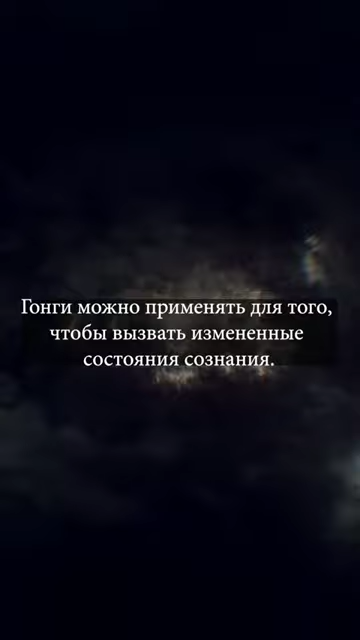 Гонги можно применять для того,
чтобы вызвать измененные
состояния сознания.